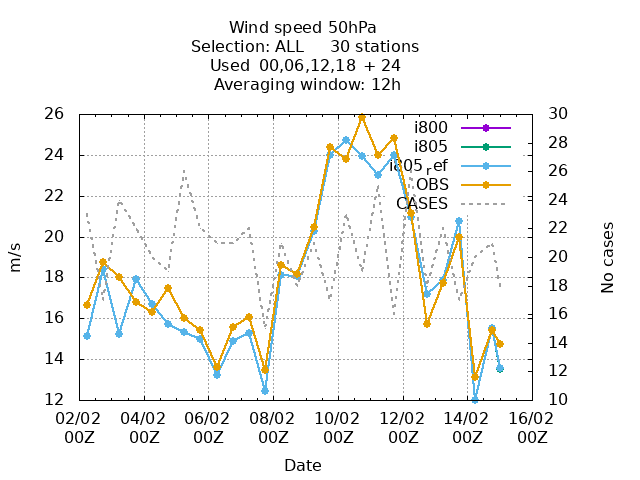 Wind speed 50hPa
Selection: ALL 30 stations
Used 00,06,12,18 + 24
Averaging window: 12h
26
24
22
20
18
16
14
12
m/s
30
28
26
24
22
20
18
16
14
12
10
No cases
i800
i805
i805ref
OBS
CASES
02/02 04/02 06/02 08/02 10/02 12/02 14/02 16/02
00Z 00Z 00Z 00Z 00Z 00Z 00Z 00Z
Date